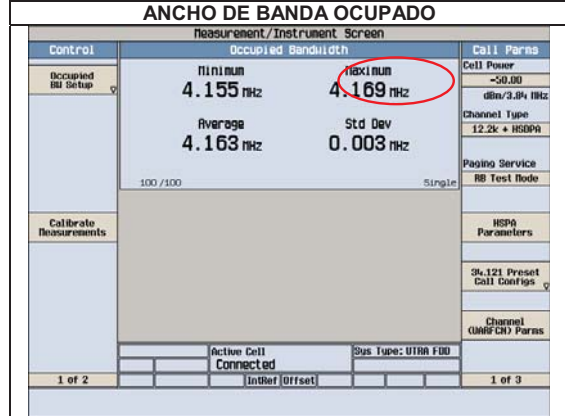 ANCHO DE BANDA OCUPADO
Measurement/Instrument Screen
Control
Occupied Bandwidth
Call Parms
Occupied
BW Setup
Minimum
Maximum
4.155 MHz
4.169 MHz
Average
Std Dev
4.163 MHz
0.003 MHz
100/100
Single
Calibrate
Measurements
Cell Power
-50.00
dBm/3.84 MHz
Channel Type
12.2k + HSDPA
Paging Service
RB Test Mode
HSPA
Parameters
34.121 Preset
Call Configs
Channel
(UARFCN) Parms
Active Cell
Connected
Sys Type: UTRA FDD
IntRef
Offset
1 of 2
1 of 3